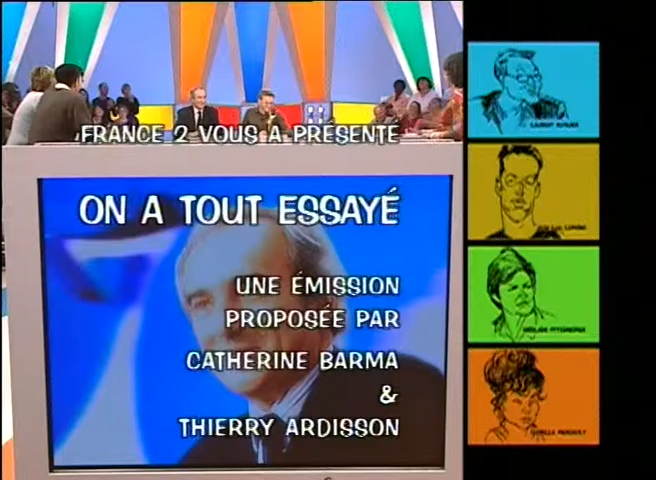 FRANCE 2 VOUS A PRÉSENTÉ
ON A TOUT ESSAYÉ
UNE ÉMISSION
PROPOSÉE PAR
CATHERINE BARMA
&
THIERRY ARDISSON